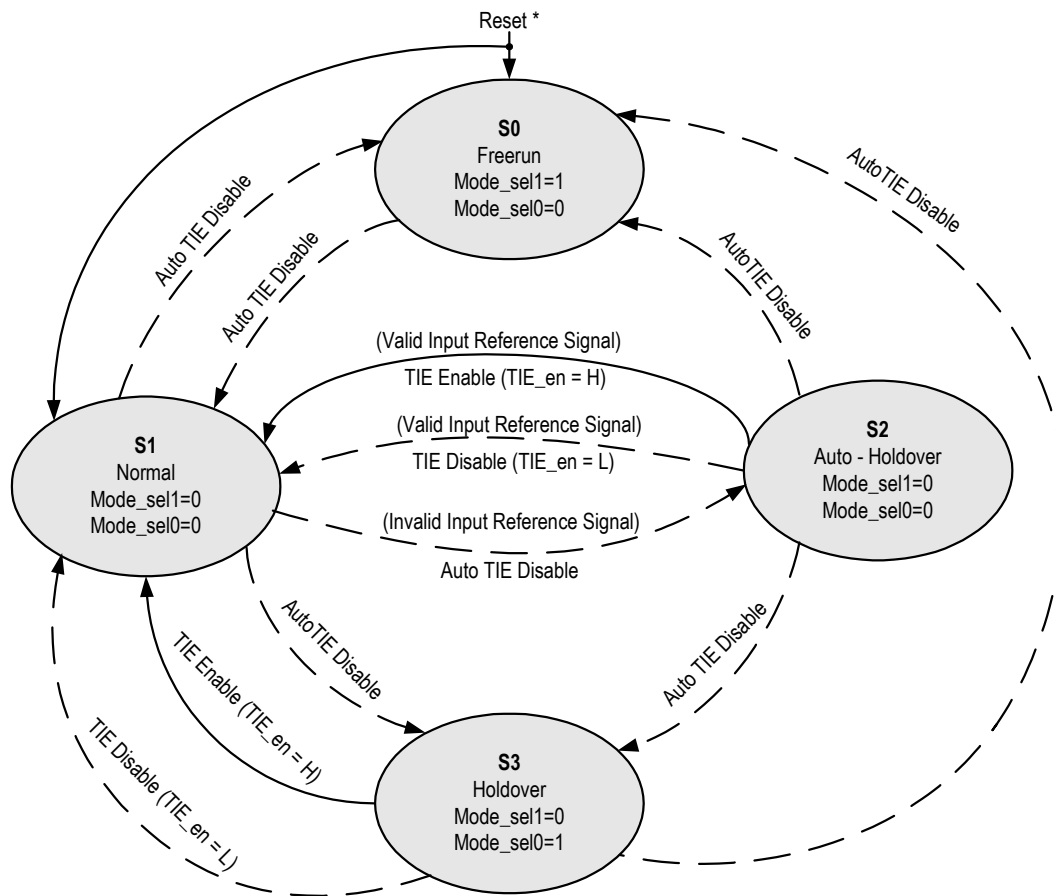 Reset *
S0
Freerun
Mode_sel1=1
Mode_sel0=0
Auto TIE Disable
Auto TIE Disable
AutoTIE Disable
AutoTIE Disable
(Valid Input Reference Signal)
TIE Enable (TIE_en = H)
(Valid Input Reference Signal)
TIE Disable (TIE_en = L)
(Invalid Input Reference Signal)
Auto TIE Disable
S1
Normal
Mode_sel1=0
Mode_sel0=0
S2
Auto - Holdover
Mode_sel1=0
Mode_sel0=0
AutoTIE Disable
Auto TIE Disable
TIE Enable (TIE_en = H)
TIE Disable (TIE_en = L)
S3
Holdover
Mode_sel1=0
Mode_sel0=1